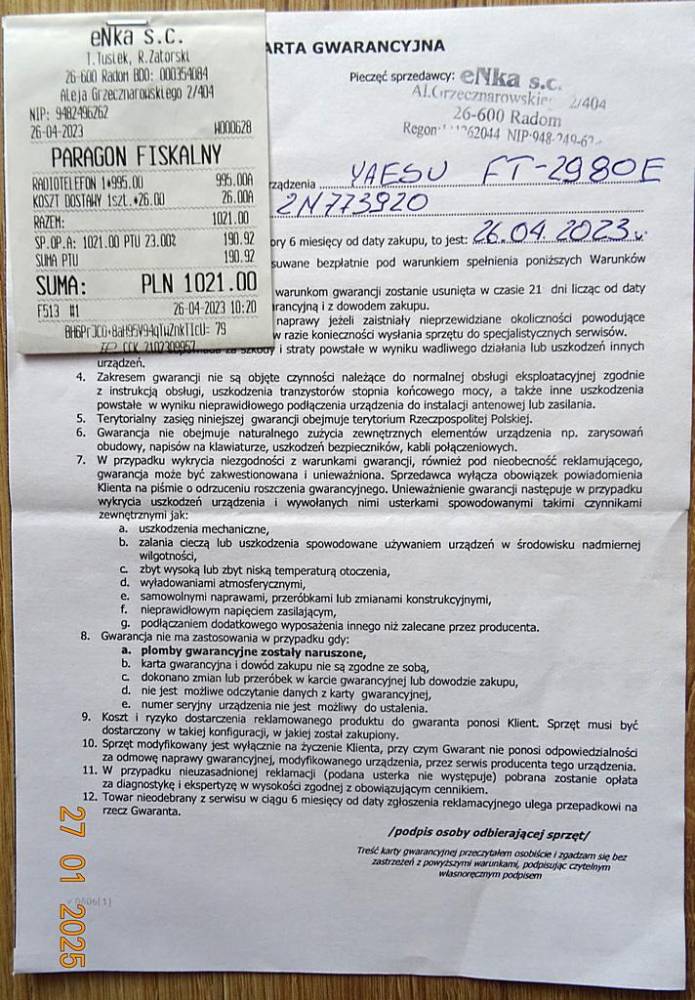 eNka s.c.
T.Tusiek, R.Zatorski
26-600 Radom BDO: 000354084
Aleja Grzecznarowskiego 2/404
NIP: 9482496262
26-04-2023 W000628
PARAGON FISKALNY
RADIOTELEFON 1*995.00 995.00A
KOSZT DOSTAWY 1szt.*26.00 26.00A
RAZEM: 1021.00
SP.OP.A: 1021.00 PTU 23.00% 190.92
SUMA PTU 190.92
SUMA: PLN 1021.00
F513 #1 26-04-2023 10:20
CCK 2102309957
ARTA GWARANCYJNA
Pieczęć sprzedawcy: eNka s.c.
Al.Grzecznarowskie 2/404
26-600 Radom
Regon 62044 NIP 948-249-62
rządzenia YAESU FT-2980E
2N773920
ory 6 miesięcy od daty zakupu, to jest: 26.04.2023r.
suwane bezpłatnie pod warunkiem spełnienia poniższych Warunków
warunkom gwarancji zostanie usunięta w czasie 21 dni licząc od daty
rancyjną i z dowodem zakupu.
naprawy jeżeli zaistniały nieprzewidziane okoliczności powodujące
w razie konieczności wysłania sprzętu do specjalistycznych serwisów.
za szkody i straty powstałe w wyniku wadliwego działania lub uszkodzeń innych
urządzeń.
4. Zakresem gwarancji nie są objęte czynności należące do normalnej obsługi eksploatacyjnej zgodnie
z instrukcją obsługi, uszkodzenia tranzystorów stopnia końcowego mocy, a także inne uszkodzenia
powstałe w wyniku nieprawidłowego podłączenia urządzenia do instalacji antenowej lub zasilania.
5. Terytorialny zasięg niniejszej gwarancji obejmuje terytorium Rzeczpospolitej Polskiej.
6. Gwarancja nie obejmuje naturalnego zużycia zewnętrznych elementów urządzenia np. zarysowań
obudowy, napisów na klawiaturze, uszkodzeń bezpieczników, kabli połączeniowych.
7. W przypadku wykrycia niezgodności z warunkami gwarancji, również pod nieobecność reklamującego,
gwarancja może być zakwestionowana i unieważniona. Sprzedawca wyłącza obowiązek powiadomienia
Klienta na piśmie o odrzuceniu roszczenia gwarancyjnego. Unieważnienie gwarancji następuje w przypadku
wykrycia uszkodzeń urządzenia i wywołanych nimi usterkami spowodowanymi takimi czynnikami
zewnętrznymi jak:
a. uszkodzenia mechaniczne,
b. zalania cieczą lub uszkodzenia spowodowane używaniem urządzeń w środowisku nadmiernej
wilgotności,
c. zbyt wysoką lub zbyt niską temperaturą otoczenia,
d. wyładowaniami atmosferycznymi,
e. samowolnymi naprawami, przeróbkami lub zmianami konstrukcyjnymi,
f. nieprawidłowym napięciem zasilającym,
g. podłączaniem dodatkowego wyposażenia innego niż zalecane przez producenta.
8. Gwarancja nie ma zastosowania w przypadku gdy:
a. plomby gwarancyjne zostały naruszone,
b. karta gwarancyjna i dowód zakupu nie są zgodne ze sobą,
c. dokonano zmian lub przeróbek w karcie gwarancyjnej lub dowodzie zakupu,
d. nie jest możliwe odczytanie danych z karty gwarancyjnej,
e. numer seryjny urządzenia nie jest możliwy do ustalenia.
9. Koszt i ryzyko dostarczenia reklamowanego produktu do gwaranta ponosi Klient. Sprzęt musi być
dostarczony w takiej konfiguracji, w jakiej został zakupiony.
10. Sprzęt modyfikowany jest wyłącznie na życzenie Klienta, przy czym Gwarant nie ponosi odpowiedzialności
za odmowę naprawy gwarancyjnej, modyfikowanego urządzenia, przez serwis producenta tego urządzenia.
11. W przypadku nieuzasadnionej reklamacji (podana usterka nie występuje) pobrana zostanie opłata
za diagnostykę i ekspertyzę w wysokości zgodnej z obowiązującym cennikiem.
12. Towar nieodebrany z serwisu w ciągu 6 miesięcy od daty zgłoszenia reklamacyjnego ulega przepadkowi na
rzecz Gwaranta.
/podpis osoby odbierającej sprzęt/
Treść karty gwarancyjnej przeczytałem osobiście i zgadzam się bez
zastrzeżeń z powyższymi warunkami, podpisując czytelnym
własnoręcznym podpisem
27 01 2025